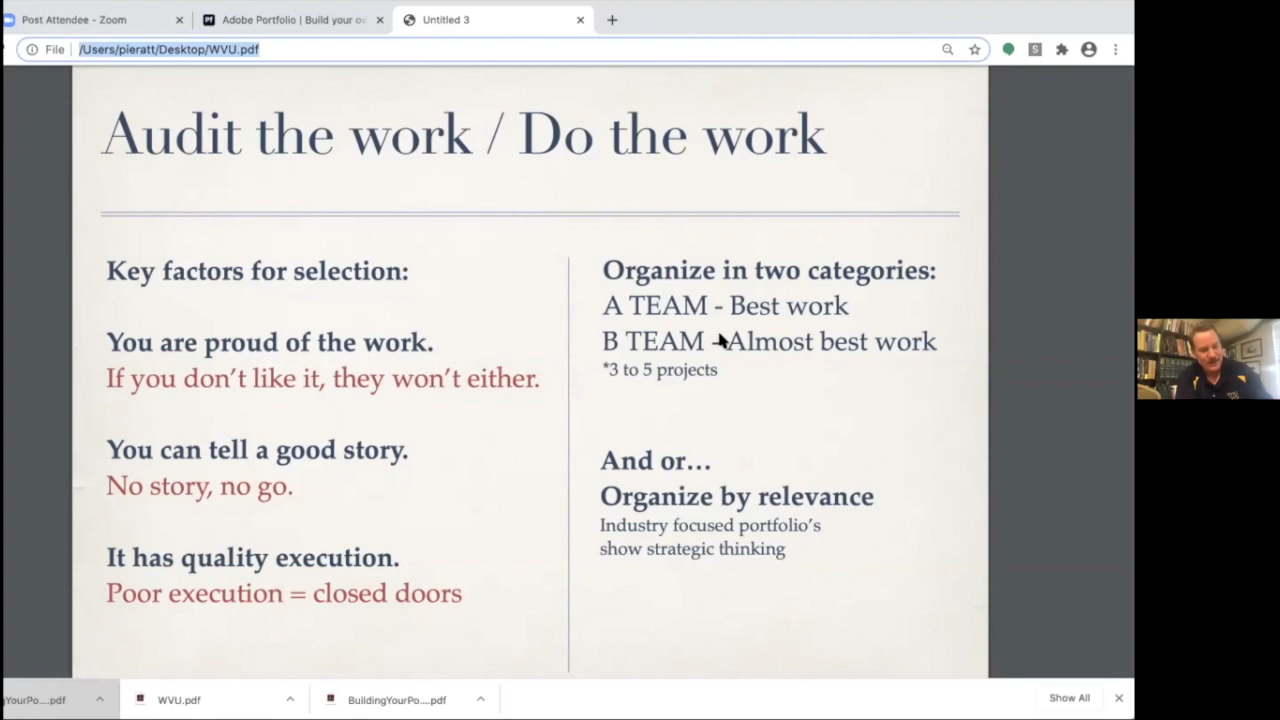 Post Attendee - Zoom
Adobe Portfolio | Build your ow
Untitled 3
File
/Users/pieratt/Desktop/WVU.pdf
S
Audit the work / Do the work
Key factors for selection:
You are proud of the work.
If you don't like it, they won't either.
You can tell a good story.
No story, no go.
It has quality execution.
Poor execution = closed doors
Organize in two categories:
A TEAM - Best work
B TEAM - Almost best work
*3 to 5 projects
And or...
Organize by relevance
Industry focused portfolio's
show strategic thinking
gYourPo....pdf
WVU.pdf
BuildingYourPo....pdf
Show All